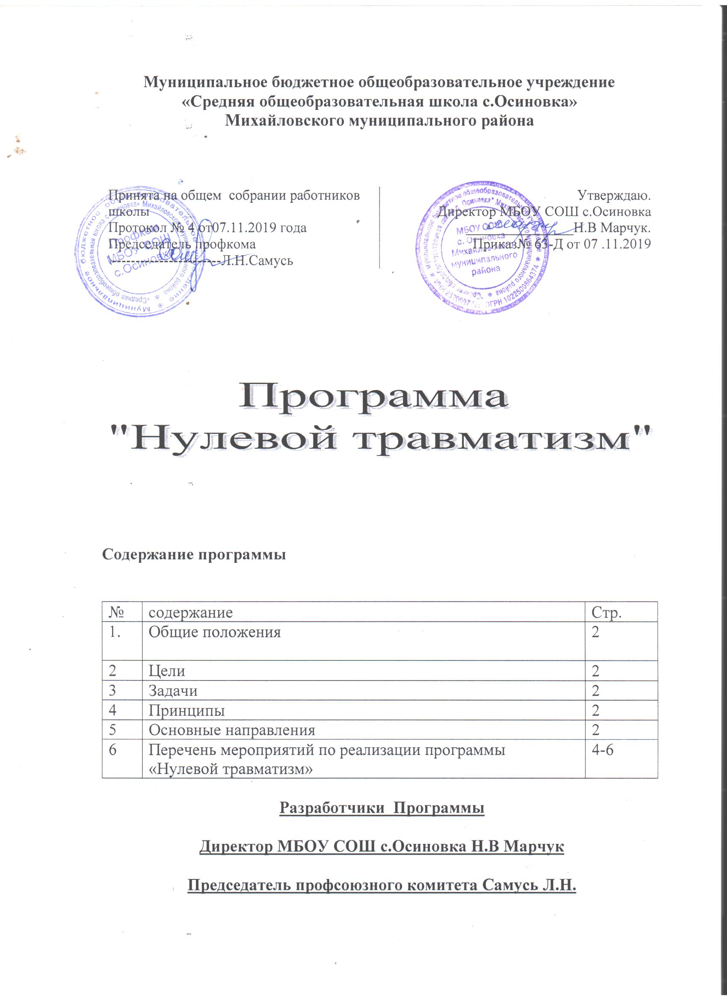 Муниципальное бюджетное общеобразовательное учреждение
«Средняя общеобразовательная школа с.Осиновка»
Михайловского муниципального района
Принята на общем собрании работников
школы
Протокол № 4 от07.11.2019 года
Председатель профкома
-----------------------Л.Н.Самусь
Профком
МБОУ СОШ
с.Осиновка
Утверждаю.
Директор МБОУ СОШ с.Осиновка
Н.В Марчук.
Приказ№ 63-Д от 07 .11.2019
МБОУ СОШ
с. Осиновка
Михайловского
муниципального
района
ОГРН 1022500864374
Программа
"Нулевой травматизм"
Содержание программы
№ содержание Стр.
1. Общие положения 2
2 Цели 2
3 Задачи 2
4 Принципы 2
5 Основные направления 2
6 Перечень мероприятий по реализации программы 4-6
«Нулевой травматизм»
Разработчики Программы
Директор МБОУ СОШ с.Осиновка Н.В Марчук
Председатель профсоюзного комитета Самусь Л.Н.